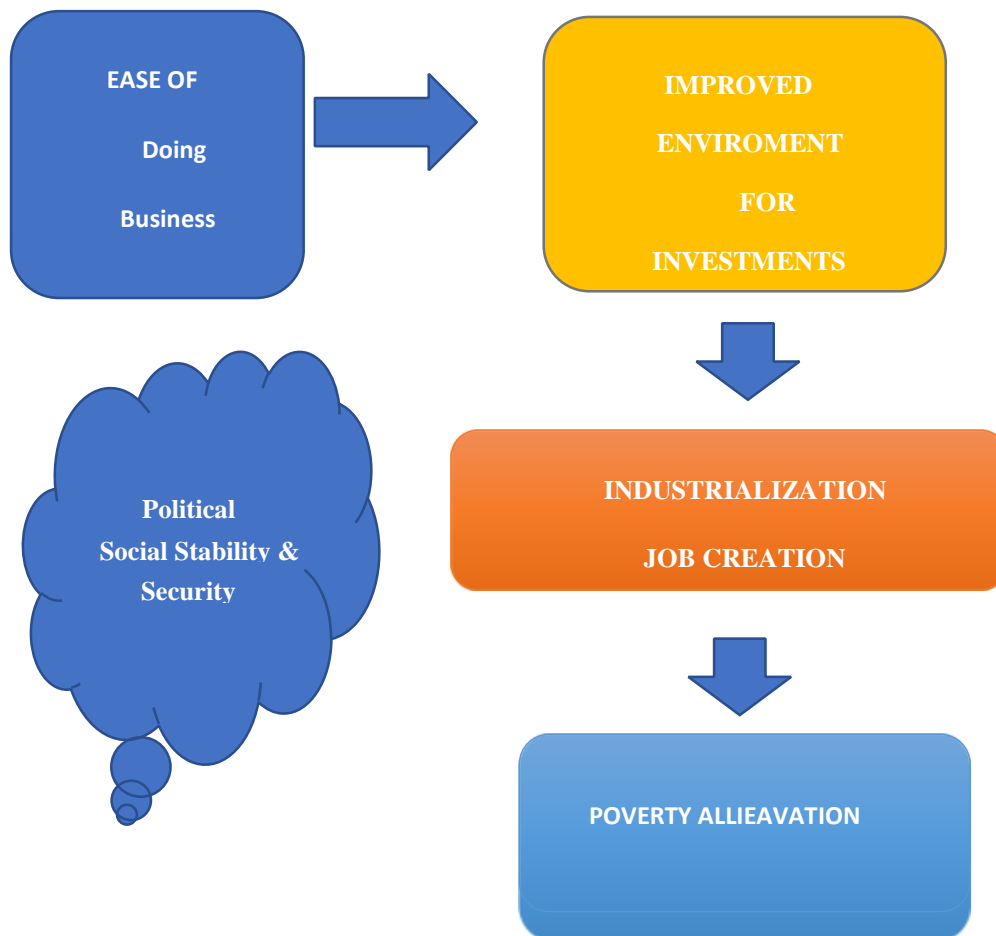 EASE OF
Doing
Business
IMPROVED
ENVIROMENT
FOR
INVESTMENTS
Political
Social Stability &
Security
INDUSTRIALIZATION
JOB CREATION
POVERTY ALLIEAVATION